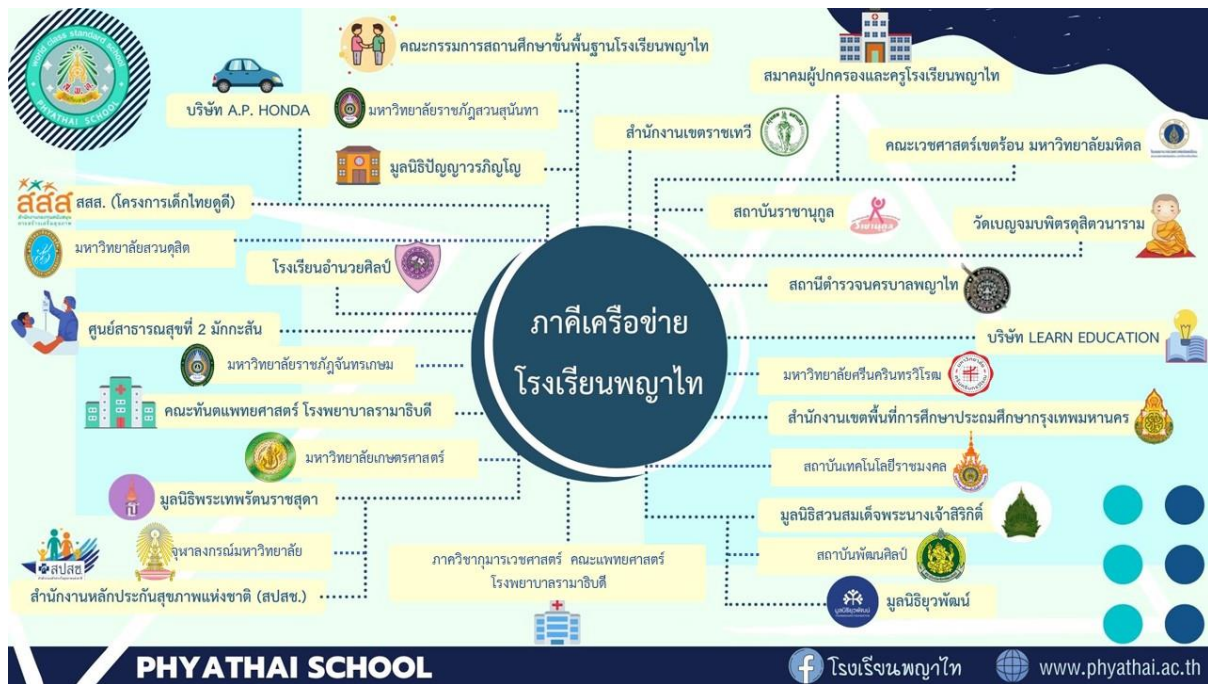 world class standard school
PHYATHAI SCHOOL
คณะกรรมการสถานศึกษาขั้นพื้นฐานโรงเรียนพญาไท
สมาคมผู้ปกครองและครูโรงเรียนพญาไท
บริษัท A.P. HONDA
มหาวิทยาลัยราชภัฏสวนสุนันทา
สำนักงานเขตราชเทวี
คณะเวชศาสตร์เขตร้อน มหาวิทยาลัยมหิดล
มูลนิธิปัญญาวรภิญโญ
สสส
สสส. (โครงการเด็กไทยดูดี)
สถาบันราชานุกูล
วัดเบญจมบพิตรดุสิตวนาราม
มหาวิทยาลัยสวนดุสิต
โรงเรียนอำนวยศิลป์
สถานีตำรวจนครบาลพญาไท
ภาคีเครือข่าย
โรงเรียนพญาไท
ศูนย์สาธารณสุขที่ 2 มักกะสัน
บริษัท LEARN EDUCATION
มหาวิทยาลัยราชภัฏจันทรเกษม
มหาวิทยาลัยศรีนครินทรวิโรฒ
คณะทันตแพทยศาสตร์ โรงพยาบาลรามาธิบดี
สำนักงานเขตพื้นที่การศึกษาประถมศึกษากรุงเทพมหานคร
มหาวิทยาลัยเกษตรศาสตร์
สถาบันเทคโนโลยีราชมงคล
มูลนิธิพระเทพรัตนราชสุดา
มูลนิธิสวนสมเด็จพระนางเจ้าสิริกิติ์
จุฬาลงกรณ์มหาวิทยาลัย
ภาควิชากุมารเวชศาสตร์ คณะแพทยศาสตร์
โรงพยาบาลรามาธิบดี
สถาบันพัฒนศิลป์
สปสช.
สำนักงานหลักประกันสุขภาพแห่งชาติ (สปสช.)
มูลนิธิยุวพัฒน์
มูลนิธิยุวพัฒน์
PHYATHAI SCHOOL
โรงเรียนพญาไท
www.phyathai.ac.th